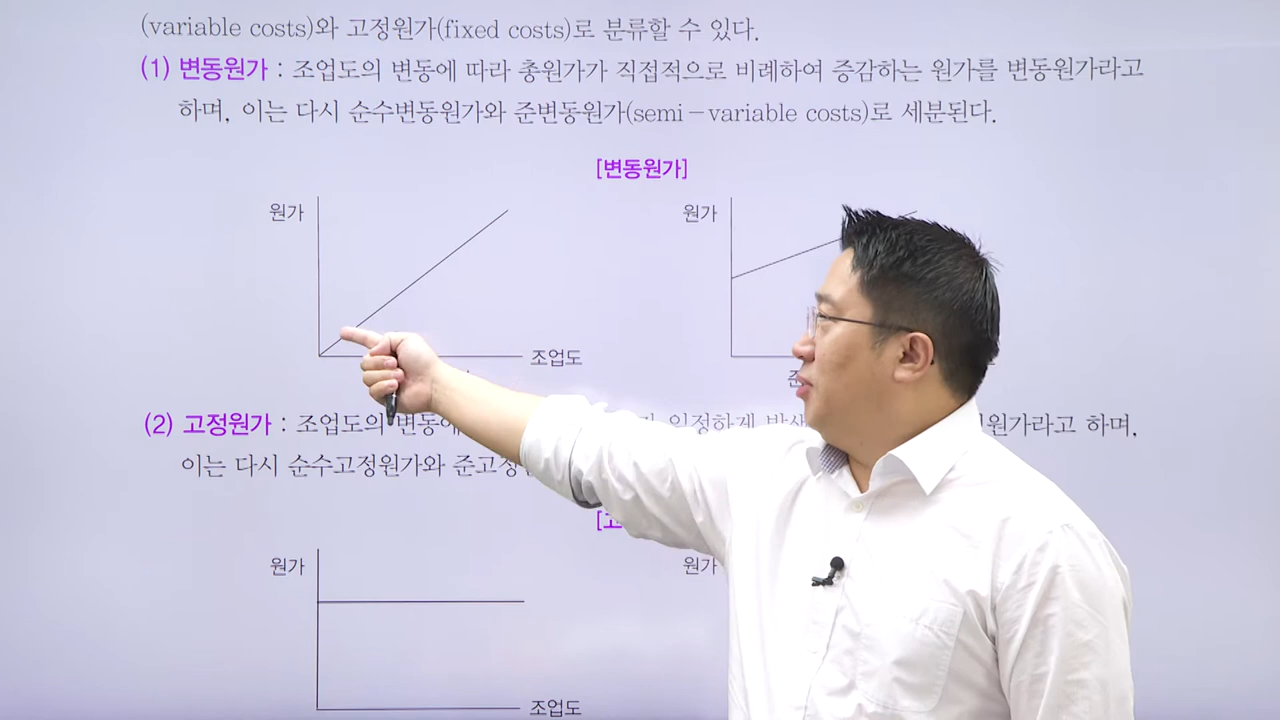 (variable costs)와 고정원가(fixed costs)로 분류할 수 있다.
(1) 변동원가 : 조업도의 변동에 따라 총원가가 직접적으로 비례하여 증감하는 원가를 변동원가라고
하며, 이는 다시 순수변동원가와 준변동원가(semi-variable costs)로 세분된다.
[변동원가]
원가
원가
조업도
(2) 고정원가 : 조업도의 변동에 일정하게 원가라고 하며,
이는 다시 순수고정원가와
원가
원가
조업도